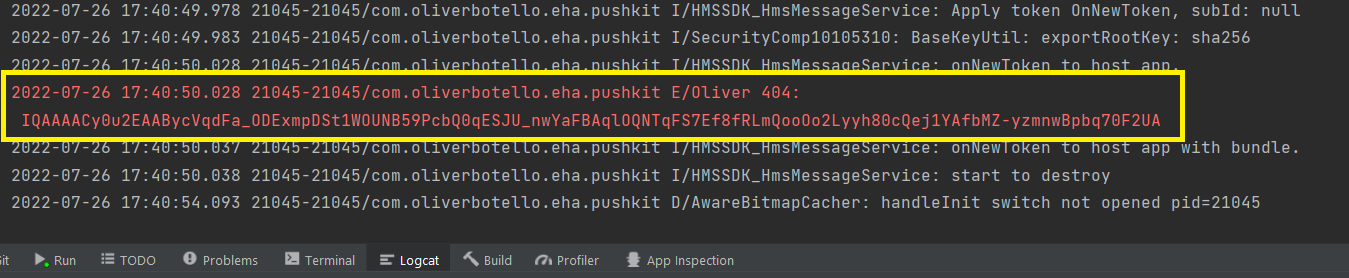 2022-07-26 17:40:49.978 21045-21045/com.oliverbotello.eha.pushkit I/HMSSDK_HmsMessageService: Apply token OnNewToken, subId: null
2022-07-26 17:40:49.983 21045-21045/com.oliverbotello.eha.pushkit I/SecurityComp10105310: BaseKeyUtil: exportRootKey: sha256
2022-07-26 17:40:50.028 21045-21045/com.oliverbotello.eha.pushkit I/HMSSDK_HmsMessageService: onNewToken to host app.
2022-07-26 17:40:50.028 21045-21045/com.oliverbotello.eha.pushkit E/Oliver 404:
IQAAAACy0u2EAABycVqdFa_ODExmpDSt1WOUNB59PcbQ0qESJU_nwYaFBAqlOQNTqFS7Ef8fRLmQooOo2Lyyh80cQej1YAfbMZ-yzmnwBpbq70F2UA
2022-07-26 17:40:50.037 21045-21045/com.oliverbotello.eha.pushkit I/HMSSDK_HmsMessageService: onNewToken to host app with bundle.
2022-07-26 17:40:50.038 21045-21045/com.oliverbotello.eha.pushkit I/HMSSDK_HmsMessageService: start to destroy
2022-07-26 17:40:54.093 21045-21045/com.oliverbotello.eha.pushkit D/AwareBitmapCacher: handleInit switch not opened pid=21045
Git Run TODO Problems Terminal Logcat Build Profiler App Inspection